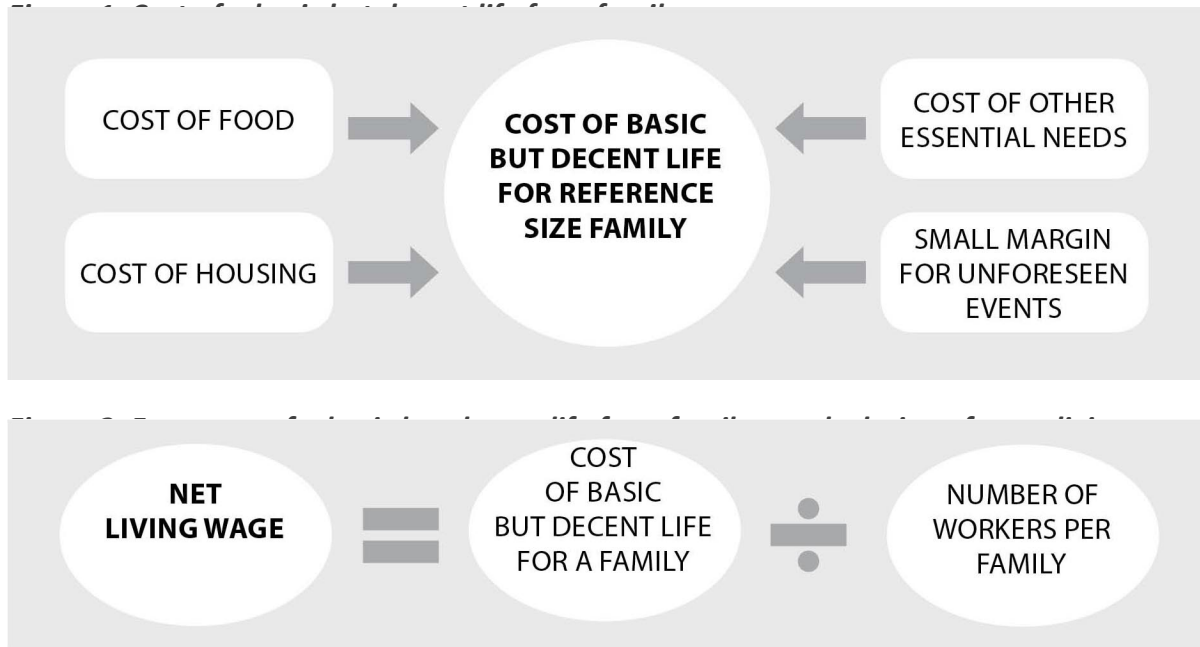 COST OF FOOD
COST OF HOUSING
COST OF BASIC
BUT DECENT LIFE
FOR REFERENCE
SIZE FAMILY
COST OF OTHER
ESSENTIAL NEEDS
SMALL MARGIN
FOR UNFORESEEN
EVENTS
NET
LIVING WAGE
COST
OF BASIC
BUT DECENT LIFE
FOR A FAMILY
NUMBER OF
WORKERS PER
FAMILY